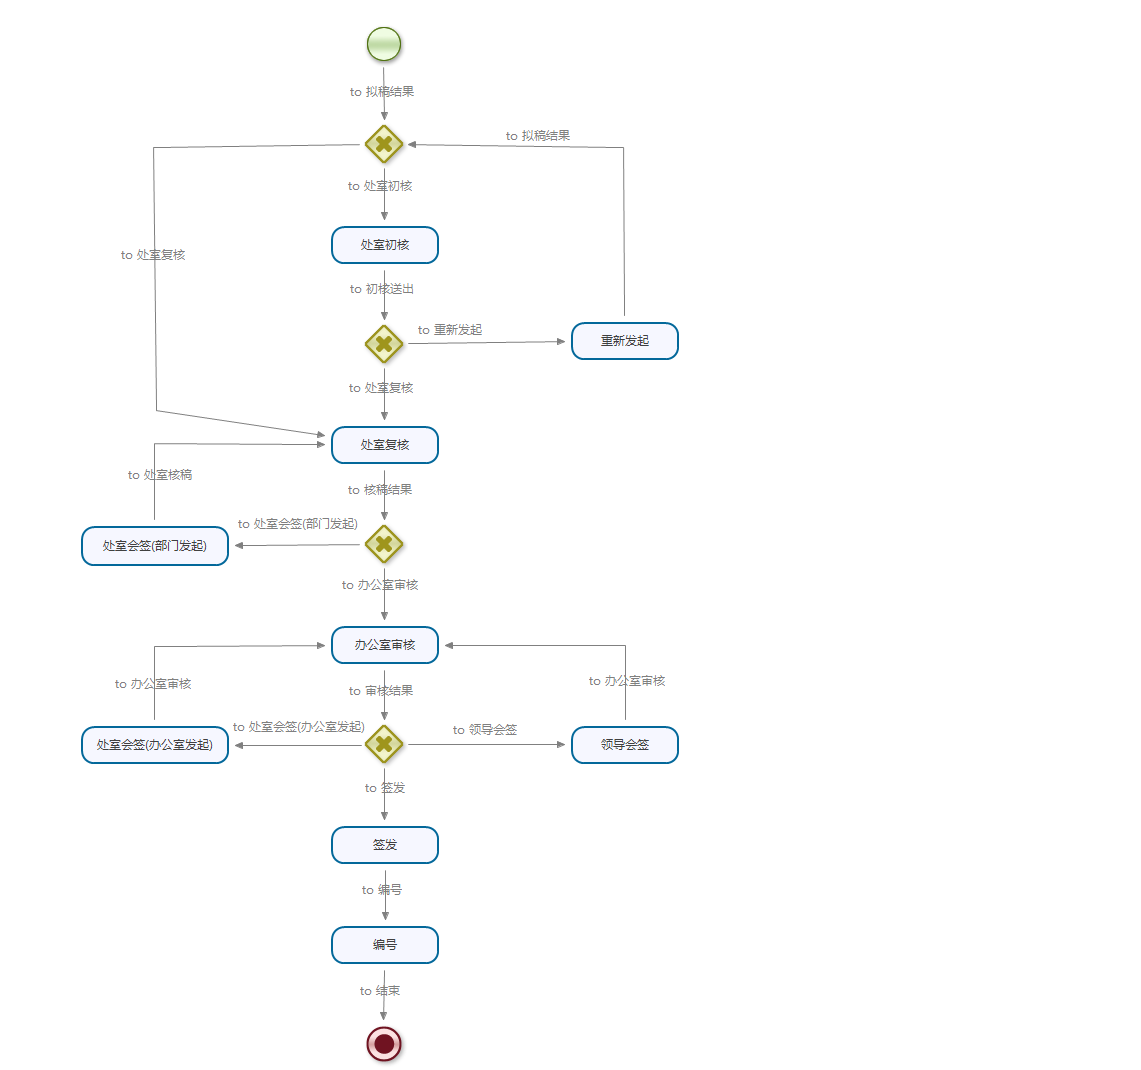 to 拟稿结果
to 拟稿结果
to 处室初核
处室初核
to 处室复核
to 初核送出
to 重新发起
重新发起
to 处室复核
处室复核
to 处室核稿
to 核稿结果
to 处室会签(部门发起)
处室会签(部门发起)
to 办公室审核
办公室审核
to 办公室审核
to 审核结果
to 办公室审核
to 处室会签(办公室发起)
to 领导会签
处室会签(办公室发起)
领导会签
to 签发
签发
to 编号
编号
to 结束